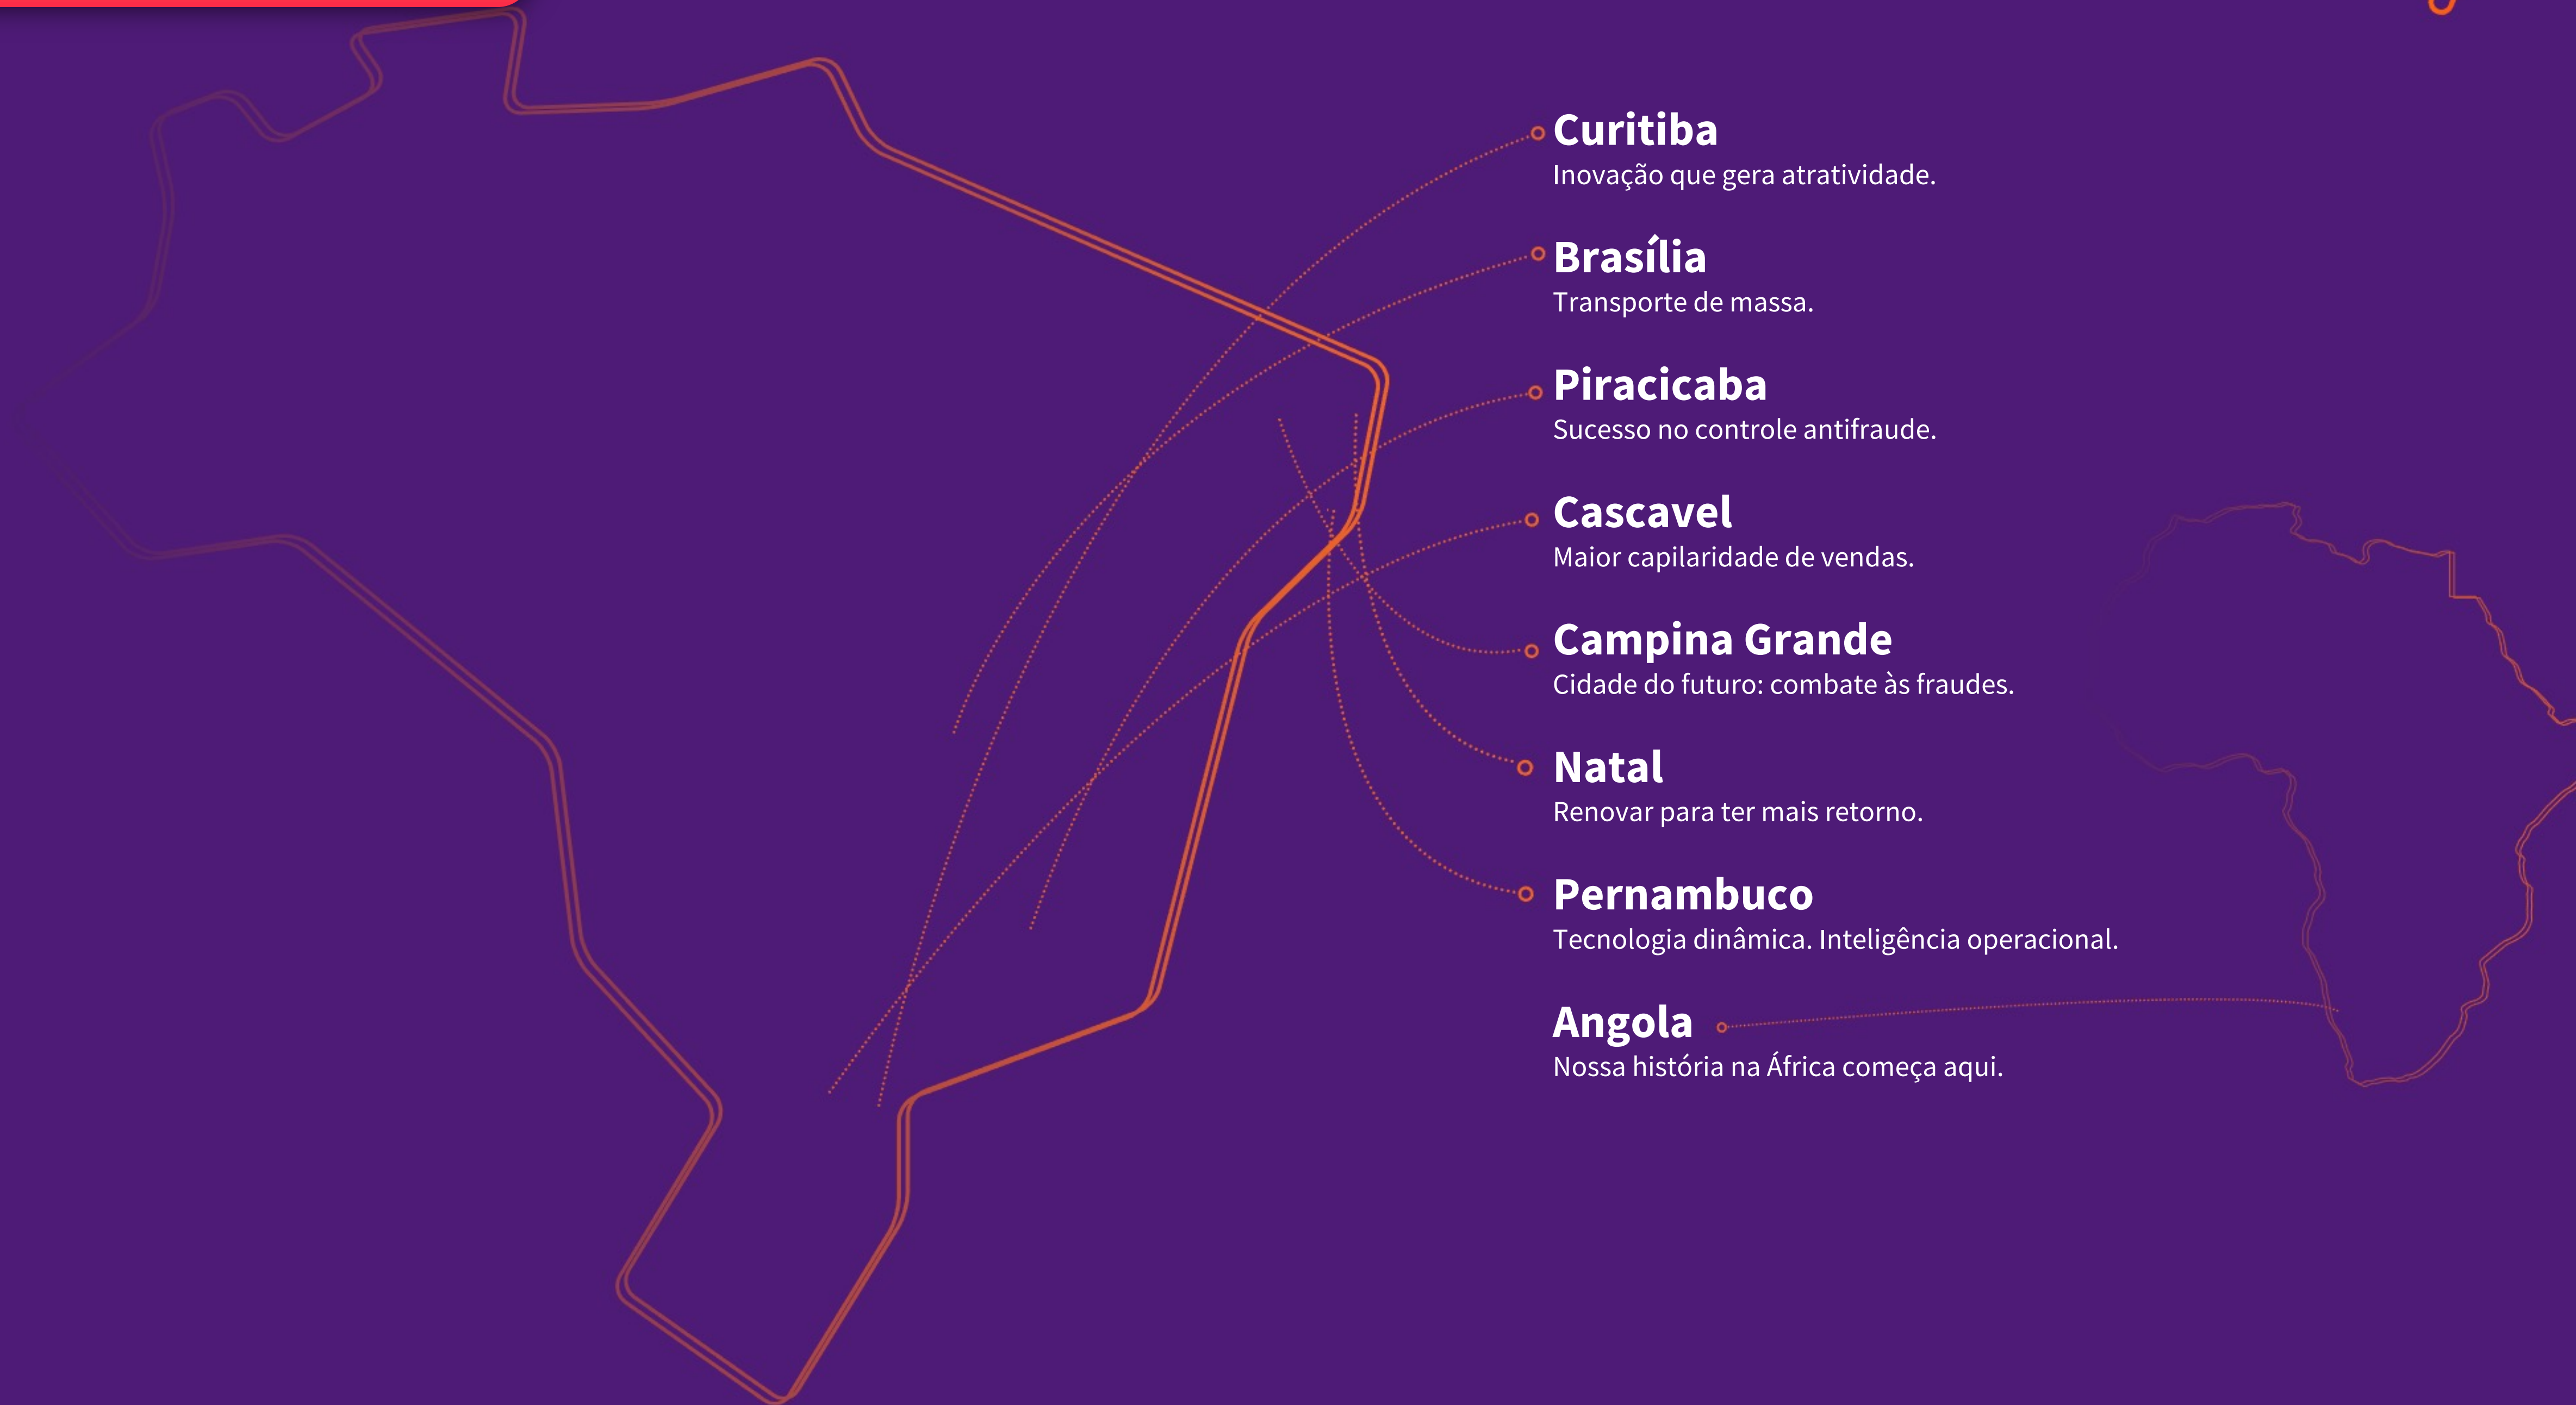 Curitiba
Inovação que gera atratividade.
Brasília
Transporte de massa.
Piracicaba
Sucesso no controle antifraude.
Cascavel
Maior capilaridade de vendas.
Campina Grande
Cidade do futuro: combate às fraudes.
Natal
Renovar para ter mais retorno.
Pernambuco
Tecnologia dinâmica. Inteligência operacional.
Angola
Nossa história na África começa aqui.